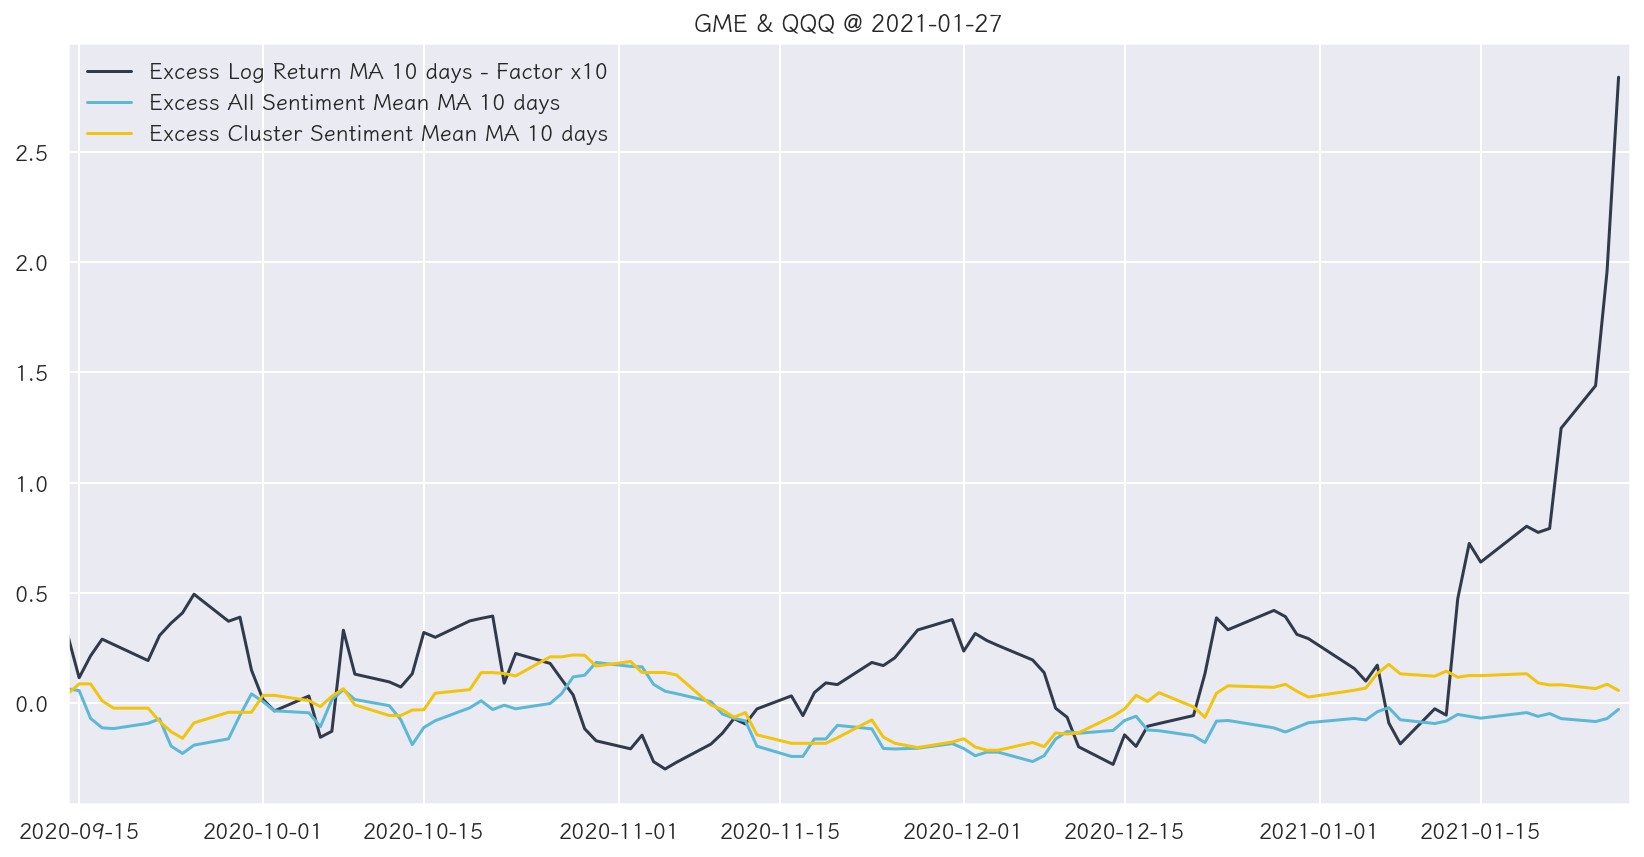 GME & QQQ @ 2021-01-27
Excess Log Return MA 10 days - Factor x10
Excess All Sentiment Mean MA 10 days
Excess Cluster Sentiment Mean MA 10 days
2.5
2.0
1.5
1.0
0.5
0.0
2020-09-15 2020-10-01 2020-10-15 2020-11-01 2020-11-15 2020-12-01 2020-12-15 2021-01-01 2021-01-15